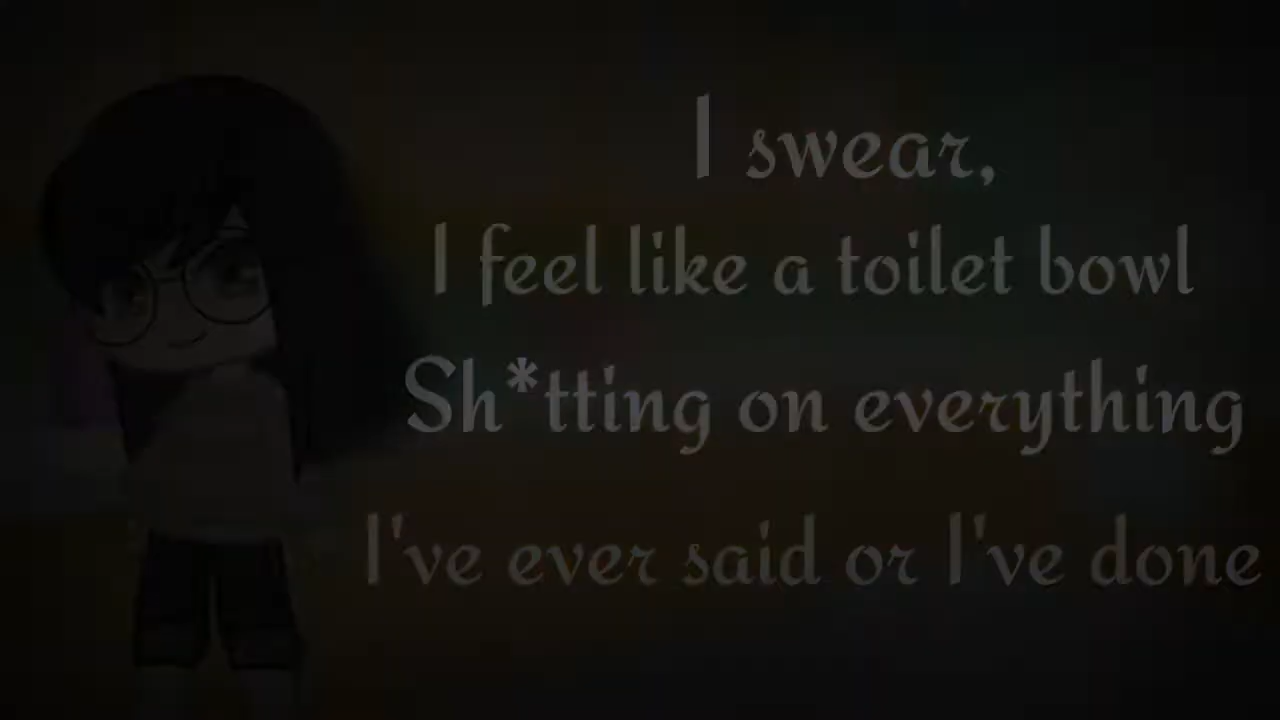 I swear,
I feel like a toilet bowl
Sh*tting on everything
I've ever said or I've done